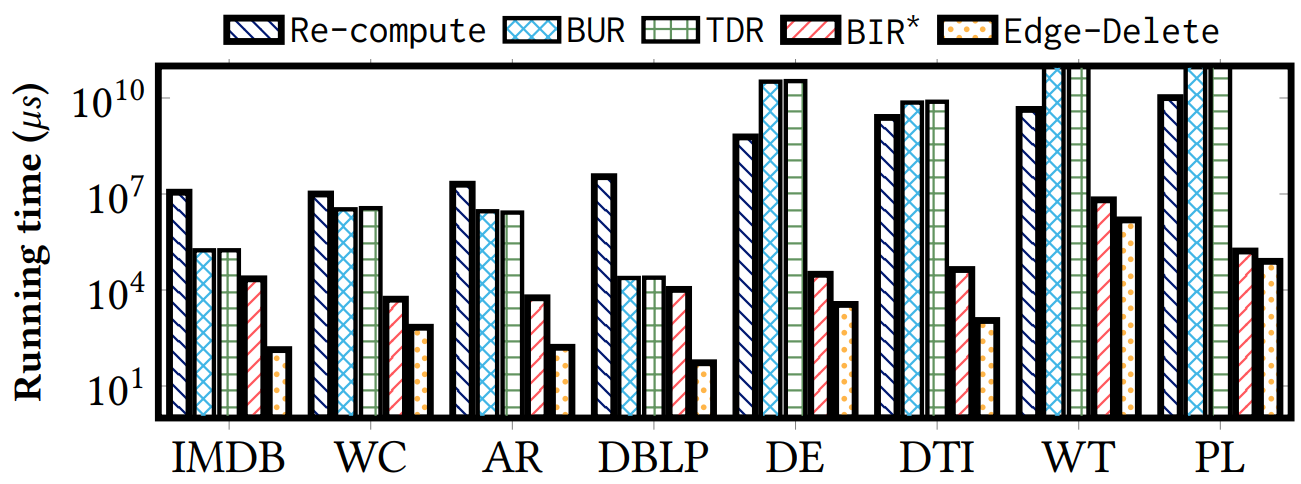 Re-compute BUR TDR BIR* Edge-Delete
Running time (μs)
10^10
10^7
10^4
10^1
IMDB WC AR DBLP DE DTI WT PL